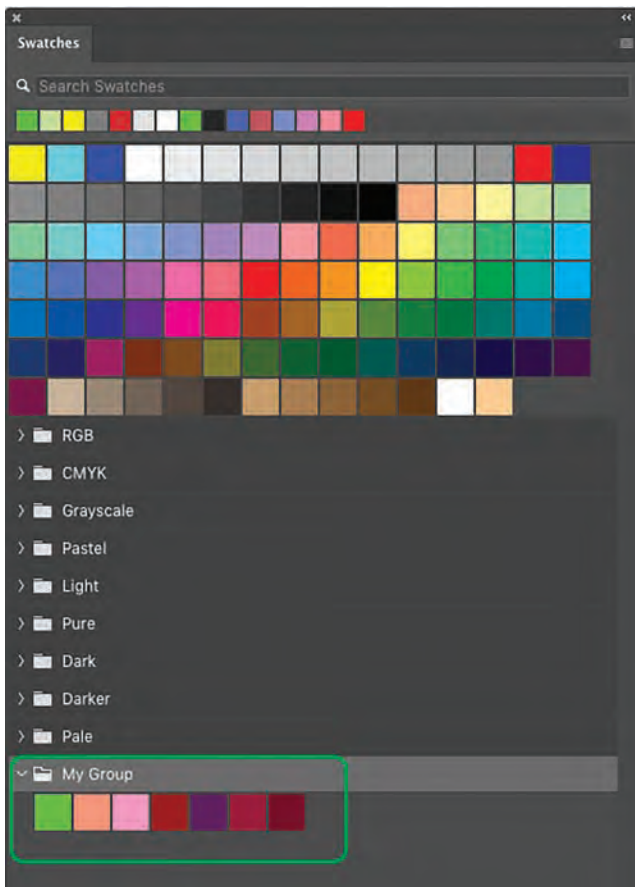 Swatches
Search Swatches
RGB
CMYK
Grayscale
Pastel
Light
Pure
Dark
Darker
Pale
My Group